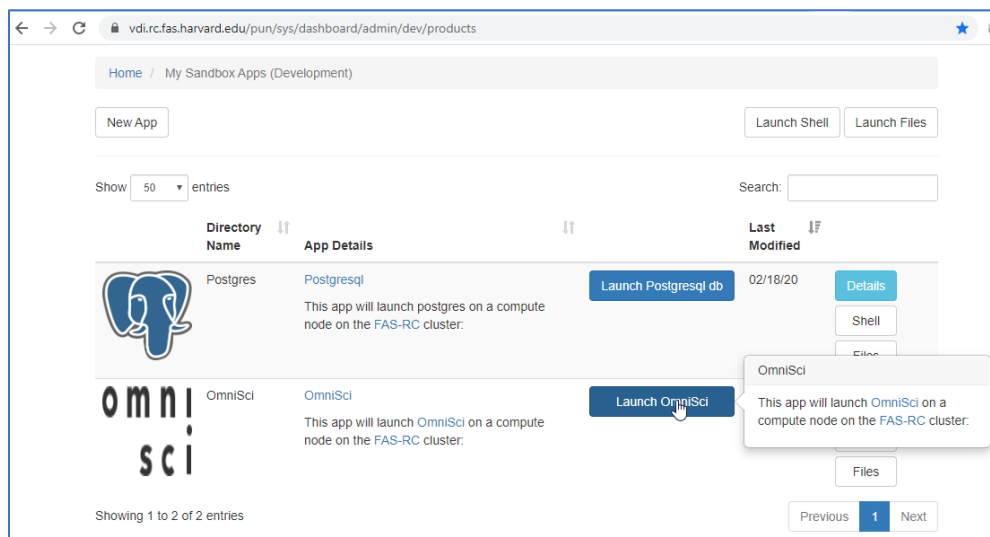 vdi.rc.fas.harvard.edu/pun/sys/dashboard/admin/dev/products
Home / My Sandbox Apps (Development)
New App
Launch Shell
Launch Files
Show 50 entries
Search:
Directory Name
App Details
Last Modified
Postgres
Postgresql
This app will launch postgres on a compute
node on the FAS-RC cluster:
Launch Postgresql db
02/18/20
Details
Shell
Files
omni
sci
OmniSci
OmniSci
This app will launch OmniSci on a compute
node on the FAS-RC cluster:
Launch OmniSci
OmniSci
This app will launch OmniSci on a
compute node on the FAS-RC cluster:
Files
Showing 1 to 2 of 2 entries
Previous 1 Next